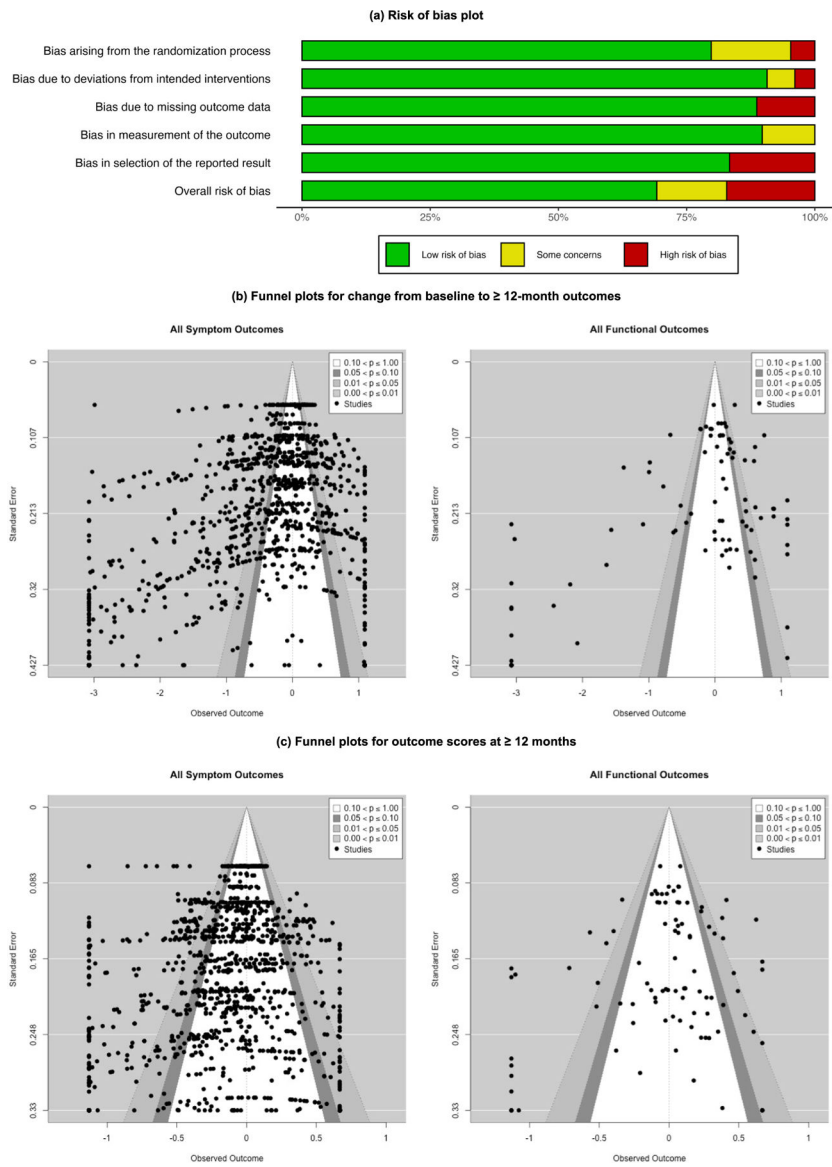 (a) Risk of bias plot
Bias arising from the randomization process
Bias due to deviations from intended interventions
Bias due to missing outcome data
Bias in measurement of the outcome
Bias in selection of the reported result
Overall risk of bias
0% 25% 50% 75% 100%
Low risk of bias Some concerns High risk of bias
(b) Funnel plots for change from baseline to ≥ 12-month outcomes
All Symptom Outcomes
0.10 < p ≤ 1.00
0.05 < p ≤ 0.10
0.01 < p ≤ 0.05
0.00 < p ≤ 0.01
Studies
Standard Error
0
0.107
0.213
0.32
0.427
-3 -2 -1 0 1
Observed Outcome
All Functional Outcomes
0.10 < p ≤ 1.00
0.05 < p ≤ 0.10
0.01 < p ≤ 0.05
0.00 < p ≤ 0.01
Studies
Standard Error
0
0.107
0.213
0.32
0.427
-3 -2 -1 0 1
Observed Outcome
(c) Funnel plots for outcome scores at ≥ 12 months
All Symptom Outcomes
0.10 < p ≤ 1.00
0.05 < p ≤ 0.10
0.01 < p ≤ 0.05
0.00 < p ≤ 0.01
Studies
Standard Error
0
0.083
0.165
0.248
0.33
-1 -0.5 0 0.5 1
Observed Outcome
All Functional Outcomes
0.10 < p ≤ 1.00
0.05 < p ≤ 0.10
0.01 < p ≤ 0.05
0.00 < p ≤ 0.01
Studies
Standard Error
0
0.083
0.165
0.248
0.33
-1 -0.5 0 0.5 1
Observed Outcome